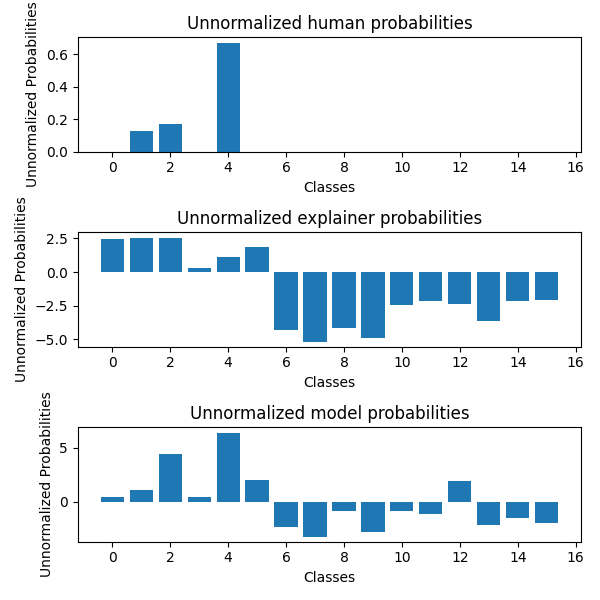 Unnormalized human probabilities
Unnormalized Probabilities
0.6
0.4
0.2
0.0
0 2 4 6 8 10 12 14 16
Classes
Unnormalized explainer probabilities
Unnormalized Probabilities
2.5
0.0
−2.5
−5.0
0 2 4 6 8 10 12 14 16
Classes
Unnormalized model probabilities
Unnormalized Probabilities
5
0
0 2 4 6 8 10 12 14 16
Classes